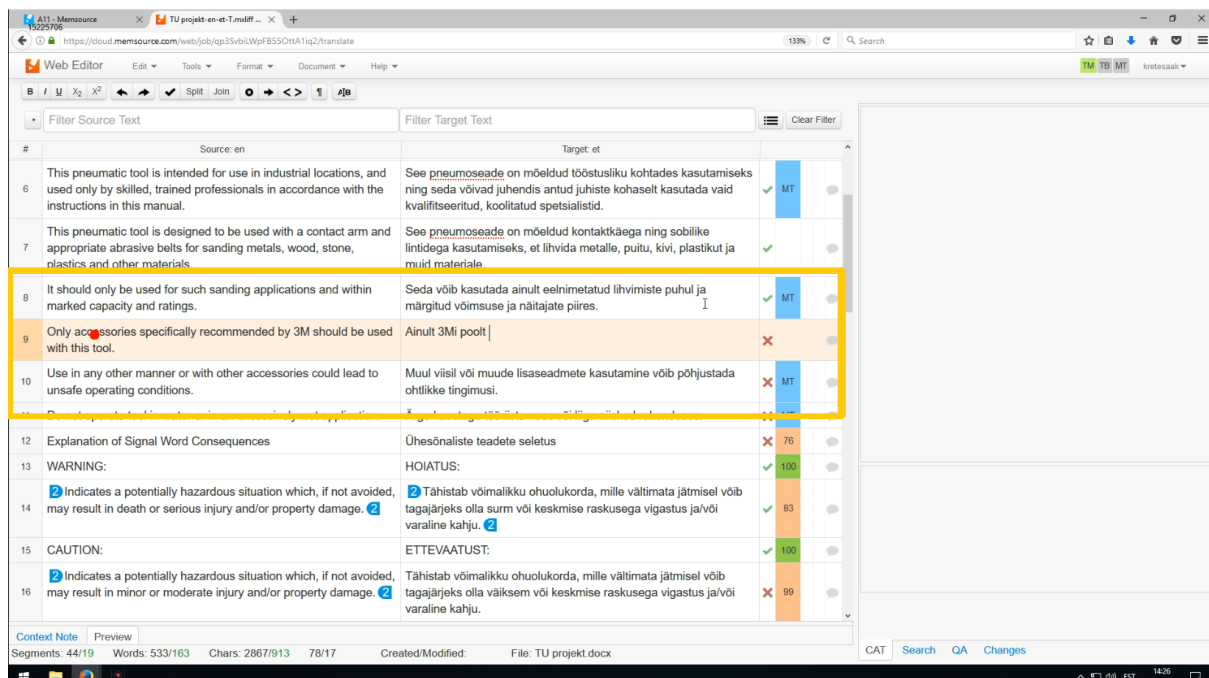 A11 - Memsource
TU projekt-en-et-T.mxliff ...
15225706
https://cloud.memsource.com/web/job/qp3SvbiLWpFB5SOttA1iq2/translate
133%
Search
Web Editor Edit Tools Format Document Help
TM TB MT kretesaak
B I U X2 X2 Split Join < > ¶ A|B
Filter Source Text Filter Target Text Clear Filter
# Source: en Target: et
6
This pneumatic tool is intended for use in industrial locations, and
used only by skilled, trained professionals in accordance with the
instructions in this manual.
See pneumoseade on mõeldud tööstusliku kohtades kasutamiseks
ning seda võivad juhendis antud juhiste kohaselt kasutada vaid
kvalifitseeritud, koolitatud spetsialistid.
MT
7
This pneumatic tool is designed to be used with a contact arm and
appropriate abrasive belts for sanding metals, wood, stone,
plastics and other materials.
See pneumoseade on mõeldud kontaktkäega ning sobilike
lintidega kasutamiseks, et lihvida metalle, puitu, kivi, plastikut ja
muid materiale.
8
It should only be used for such sanding applications and within
marked capacity and ratings.
Seda võib kasutada ainult eelnimetatud lihvimiste puhul ja
märgitud võimsuse ja näitajate piires.
MT
9
Only accessories specifically recommended by 3M should be used
with this tool.
Ainult 3Mi poolt
10
Use in any other manner or with other accessories could lead to
unsafe operating conditions.
Muul viisil või muude lisaseadmete kasutamine võib põhjustada
ohtlikke tingimusi.
MT
12
Explanation of Signal Word Consequences
Ühesõnaliste teadete seletus
76
13
WARNING:
HOIATUS:
100
14
2 Indicates a potentially hazardous situation which, if not avoided,
may result in death or serious injury and/or property damage. 2
2 Tähistab võimalikku ohuolukorda, mille vältimata jätmisel võib
tagajärjeks olla surm või keskmise raskusega vigastus ja/või
varaline kahju. 2
83
15
CAUTION:
ETTEVAATUST:
100
16
2 Indicates a potentially hazardous situation which, if not avoided,
may result in minor or moderate injury and/or property damage. 2
Tähistab võimalikku ohuolukorda, mille vältimata jätmisel võib
tagajärjeks olla väiksem või keskmise raskusega vigastus ja/või
varaline kahju.
99
Context Note Preview
Segments: 44/19 Words: 533/163 Chars: 2867/913 78/17 Created/Modified: File: TU projekt.docx
CAT Search QA Changes
EST 14:26